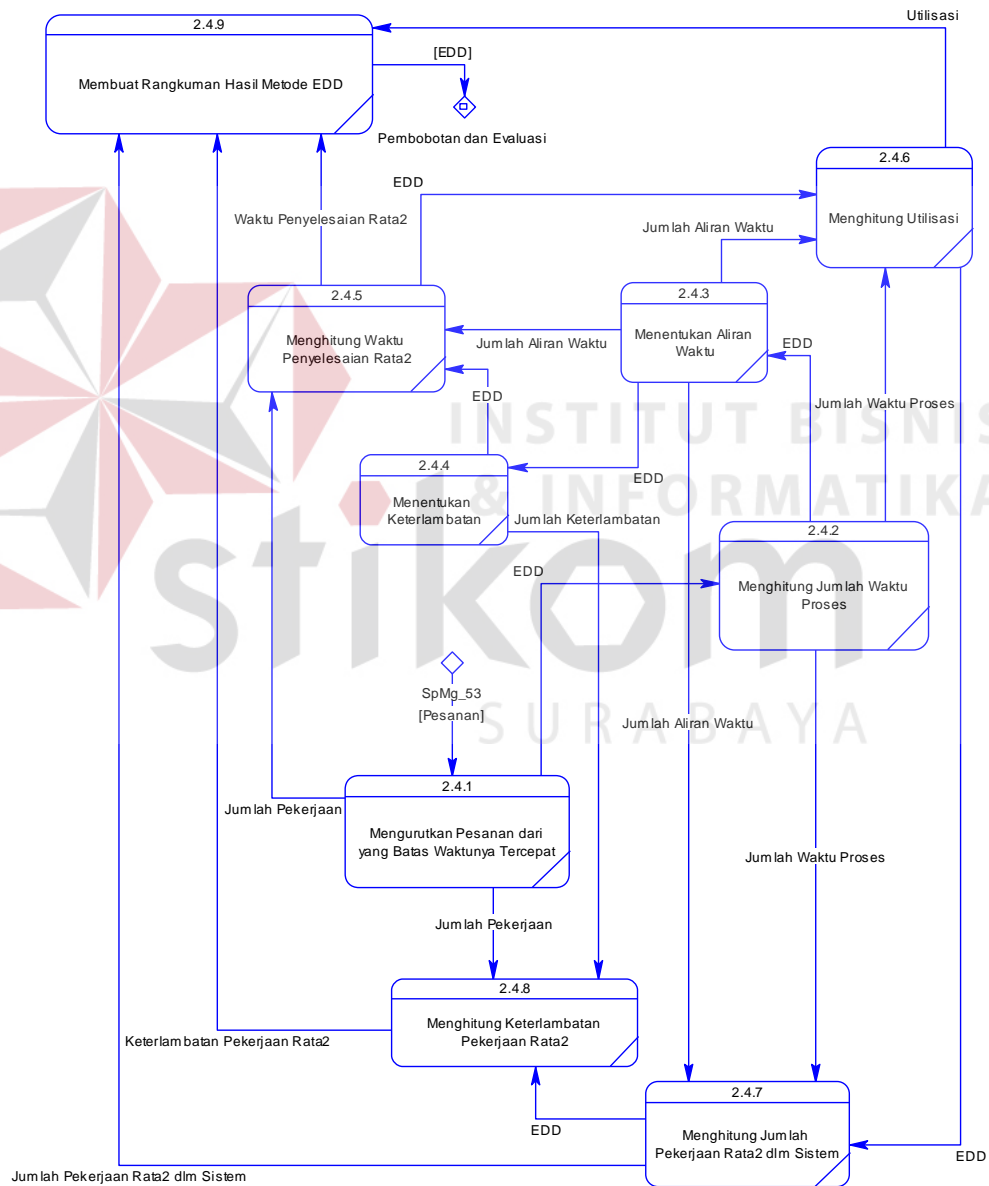 Utilisasi
2.4.9
Membuat Rangkuman Hasil Metode EDD
[EDD]
Pembobotan dan Evaluasi
2.4.6
Menghitung Utilisasi
EDD
Waktu Penyelesaian Rata2
Jumlah Aliran Waktu
2.4.5
Menghitung Waktu
Penyelesaian Rata2
2.4.3
Menentukan Aliran
Waktu
Jumlah Aliran Waktu
EDD
EDD
Jumlah Waktu Proses
INSTITUT BISNIS
& INFORMATIKA
stikom
SURABAYA
2.4.4
Menentukan
Keterlambatan
EDD
Jumlah Keterlambatan
2.4.2
Menghitung Jumlah Waktu
Proses
EDD
SpMg_53
[Pesanan]
Jumlah Aliran Waktu
2.4.1
Mengurutkan Pesanan dari
yang Batas Waktunya Tercepat
Jumlah Pekerjaan
Jumlah Waktu Proses
Jumlah Pekerjaan
2.4.8
Menghitung Keterlambatan
Pekerjaan Rata2
Keterlambatan Pekerjaan Rata2
2.4.7
Menghitung Jumlah
Pekerjaan Rata2 dlm Sistem
EDD
EDD
Jumlah Pekerjaan Rata2 dlm Sistem